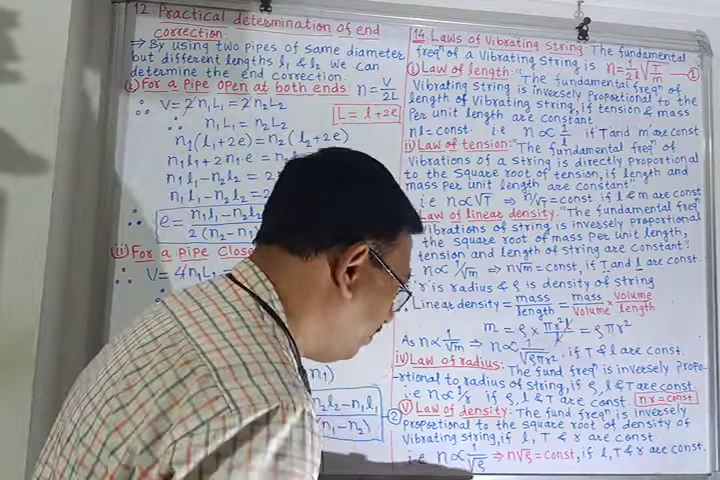 12. Practical determination of end
correction:
⇒ By using two pipes of same diameter
but different lengths l₁ & l₂ we can
determine the end correction.
(i) For a pipe open at both ends: n = V/2L
∴ V = 2n₁L₁ = 2n₂L₂
∴ n₁L₁ = n₂L₂
L = l + 2e
n₁(l₁+2e) = n₂(l₂+2e)
n₁l₁ + 2n₁e = n₂
n₁l₁ - n₂l₂ = 2
n₁l₁ - n₂l₂ = 2
∴ e = n₁l₁ - n₂l₂ / 2(n₂ - n₁
ii) For a pipe close
∴ V = 4n₁L₁
n₁)
n₂l₂ - n₁l₁ / (n₁ - n₂) — ②
14. Laws of Vibrating String: The fundamental
freqⁿ of a Vibrating String is n = 1/2l √T/m — ①
(i) Law of length: "The fundamental freqⁿ of
Vibrating string is inversely proportional to the
length of Vibrating string, if tension & mass
Per unit length are constant
nl = const. i.e n ∝ 1/l if T and m are const
ii) Law of tension: "The fundamental freqⁿ of
Vibrations of a string is directly proportional
to the Square root of tension, if length and
mass per unit length are constant"
i.e n ∝ √T ⇒ n/√T = const if l & m are const
Law of linear density: "The fundamental freqⁿ
vibrations of string is inversely proportional
the square root of mass Per unit length,
tension and length of string are constant.
n ∝ 1/√m ⇒ n√m = const, if T and l are const.
r is radius & ρ is density of string
Linear density = mass/length = mass/Volume × volume/length
m = ρ × πr²l/l = ρπr²
As n ∝ 1/√m ⇒ n ∝ 1/√ρπr², if T & l are const.
iv) Law of radius: The fund freqⁿ is inversely propo-
-rtional to radius of string, if ρ, l & T are const
i.e n ∝ 1/r if ρ, l & T are const. nr = const
(v) Law of density: The fund freqⁿ is inversely
proportional to the square root of density of
Vibrating string, if l, T & r are const
i.e n ∝ 1/√ρ ⇒ n√ρ = const, if l, T & r are const.